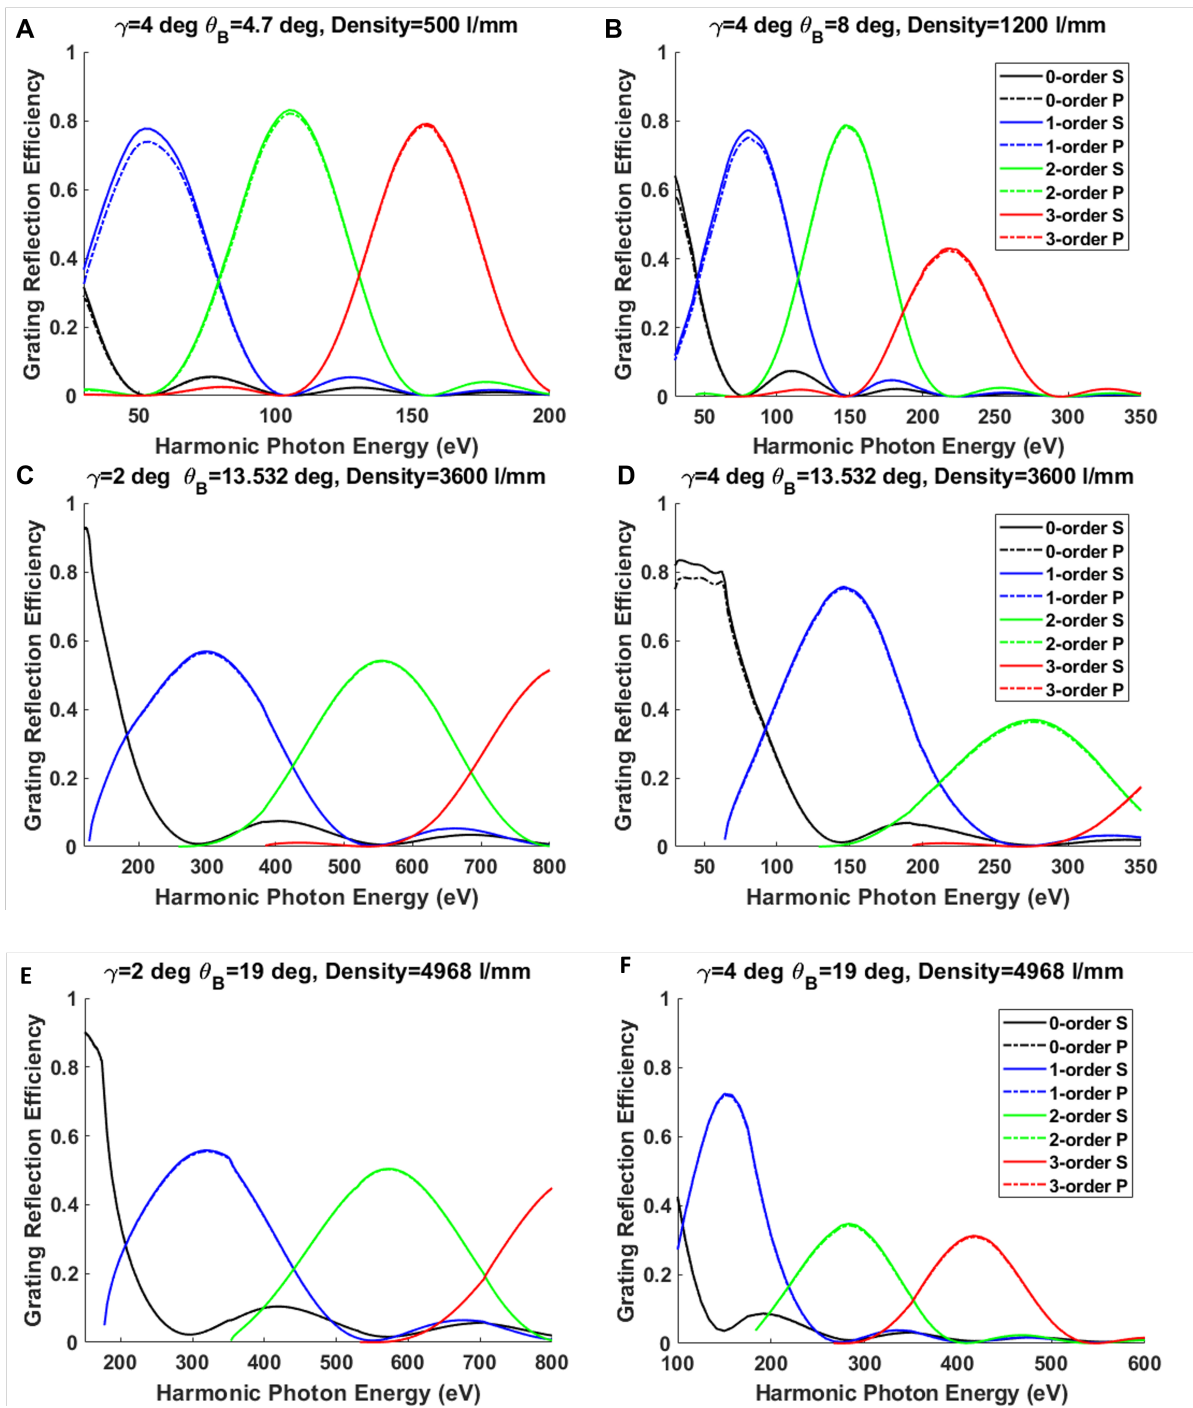 A
γ=4 deg θB=4.7 deg, Density=500 l/mm
Grating Reflection Efficiency
1
0.8
0.6
0.4
0.2
0
50
100
150
200
Harmonic Photon Energy (eV)
B
γ=4 deg θB=8 deg, Density=1200 l/mm
Grating Reflection Efficiency
1
0.8
0.6
0.4
0.2
0
0-order S
0-order P
1-order S
1-order P
2-order S
2-order P
3-order S
3-order P
50
100
150
200
250
300
350
Harmonic Photon Energy (eV)
C
γ=2 deg θB=13.532 deg, Density=3600 l/mm
Grating Reflection Efficiency
1
0.8
0.6
0.4
0.2
0
200
300
400
500
600
700
800
Harmonic Photon Energy (eV)
D
γ=4 deg θB=13.532 deg, Density=3600 l/mm
Grating Reflection Efficiency
1
0.8
0.6
0.4
0.2
0
0-order S
0-order P
1-order S
1-order P
2-order S
2-order P
3-order S
3-order P
50
100
150
200
250
300
350
Harmonic Photon Energy (eV)
E
γ=2 deg θB=19 deg, Density=4968 l/mm
Grating Reflection Efficiency
1
0.8
0.6
0.4
0.2
0
200
300
400
500
600
700
800
Harmonic Photon Energy (eV)
F
γ=4 deg θB=19 deg, Density=4968 l/mm
Grating Reflection Efficiency
1
0.8
0.6
0.4
0.2
0
0-order S
0-order P
1-order S
1-order P
2-order S
2-order P
3-order S
3-order P
100
200
300
400
500
600
Harmonic Photon Energy (eV)